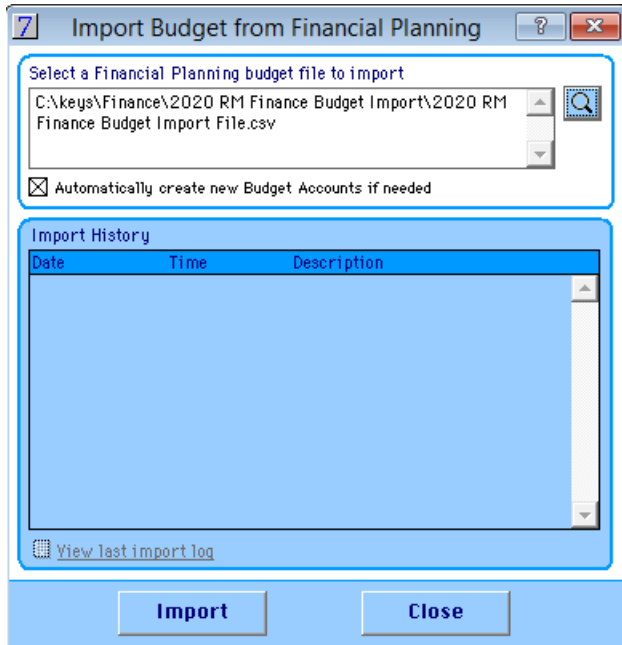 7 Import Budget from Financial Planning ? x
Select a Financial Planning budget file to import
C:\keys\Finance\2020 RM Finance Budget Import\2020 RM
Finance Budget Import File.csv
Automatically create new Budget Accounts if needed
Import History
Date Time Description
View last import log
Import Close